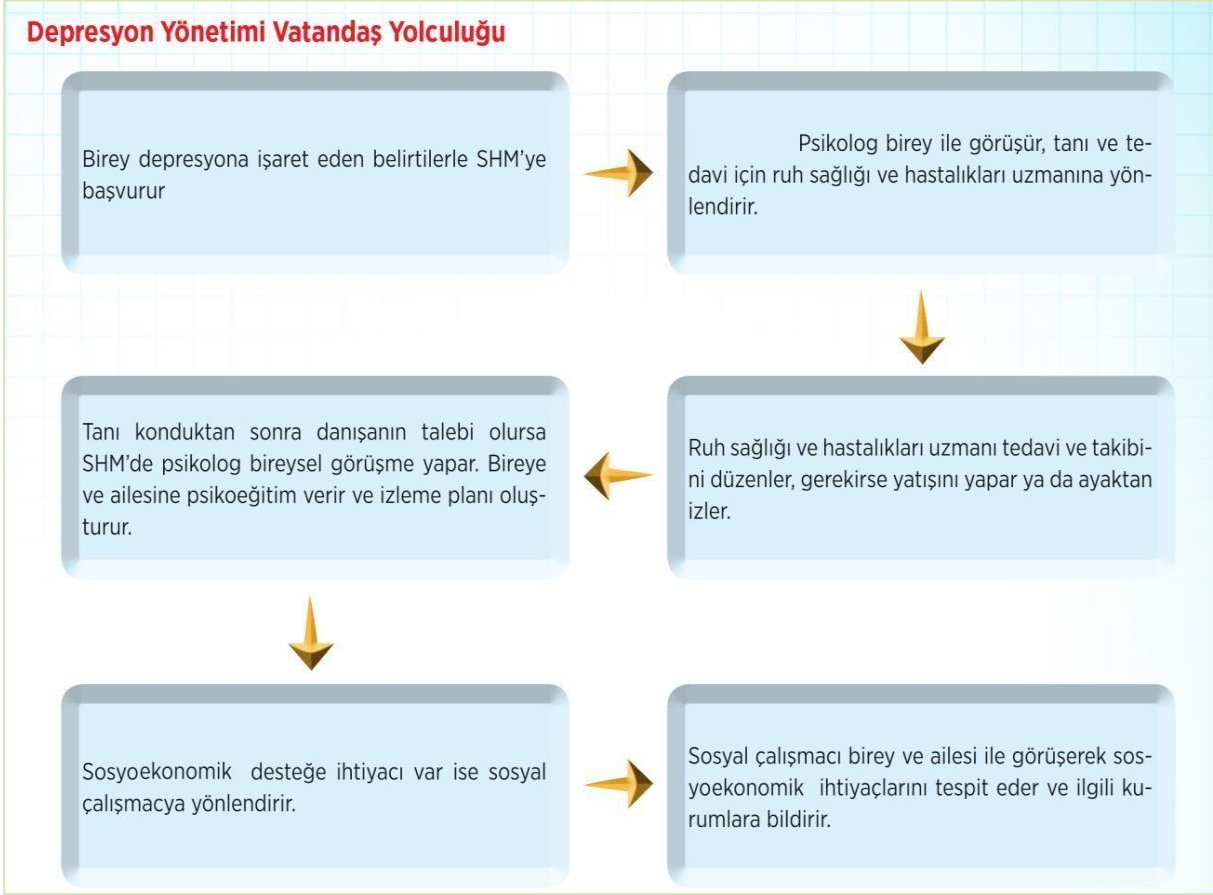 Depresyon Yönetimi Vatandaş Yolculuğu
Birey depresyona işaret eden belirtilerle SHM’ye
başvurur
Psikolog birey ile görüşür, tanı ve te-
davi için ruh sağlığı ve hastalıkları uzmanına yön-
lendirir.
Ruh sağlığı ve hastalıkları uzmanı tedavi ve takibi-
ni düzenler, gerekirse yatışını yapar ya da ayaktan
izler.
Tanı konduktan sonra danışanın talebi olursa
SHM’de psikolog bireysel görüşme yapar. Bireye
ve ailesine psikoeğitim verir ve izleme planı oluş-
turur.
Sosyoekonomik desteğe ihtiyacı var ise sosyal
çalışmacya yönlendirir.
Sosyal çalışmacı birey ve ailesi ile görüşerek sos-
yoekonomik ihtiyaçlarını tespit eder ve ilgili ku-
rumlara bildirir.